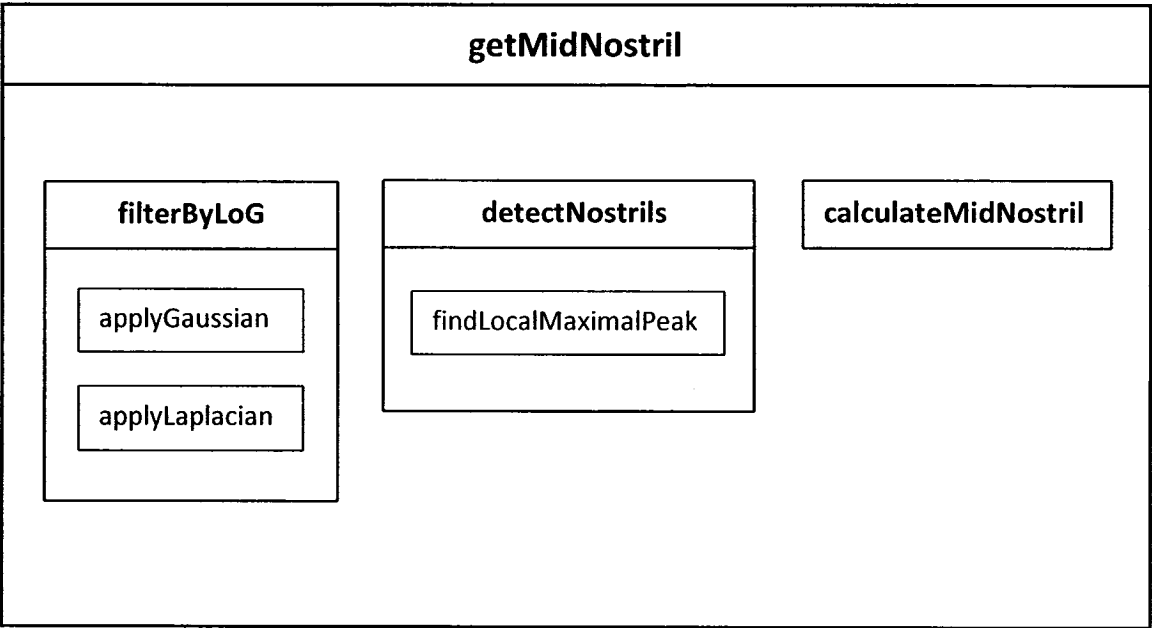 getMidNostril
filterByLoG
applyGaussian
applyLaplacian
detectNostrils
findLocalMaximalPeak
calculateMidNostril